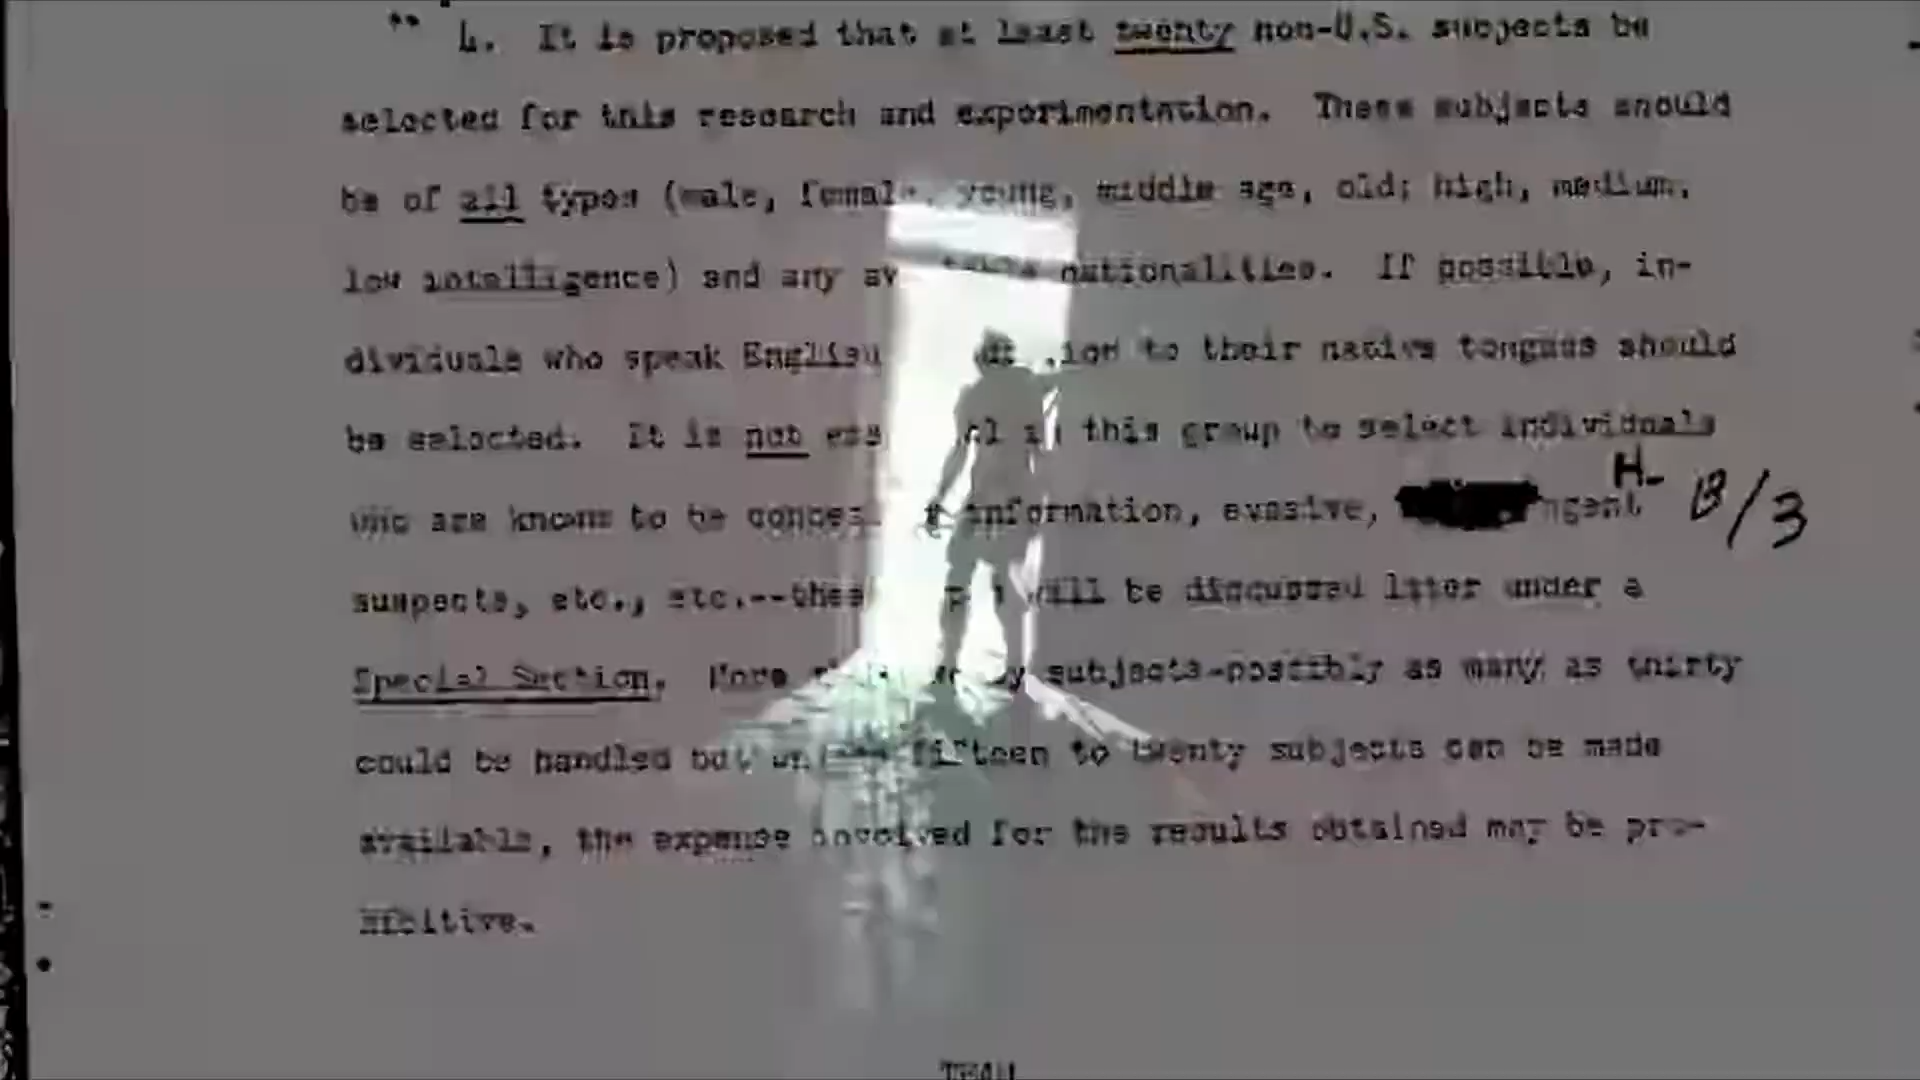 4. It is proposed that at least twenty non-U.S. subjects be
selected for this research and experimentation. These subjects should
be of all types (male, female, young, middle age, old; high, medium,
low intelligence) and any nationalities. If possible, in-
dividuals who speak English to their native tongues should
be selected. It is not this group to select individuals
who are known to be information, evasive, agent H- B/3
suspects, etc., etc.--these will be discussed later under a
Special Section. More subjects-possibly as many as thirty
could be handled but fifteen to twenty subjects can be made
available, the expense involved for the results obtained may be pro-
hibitive.